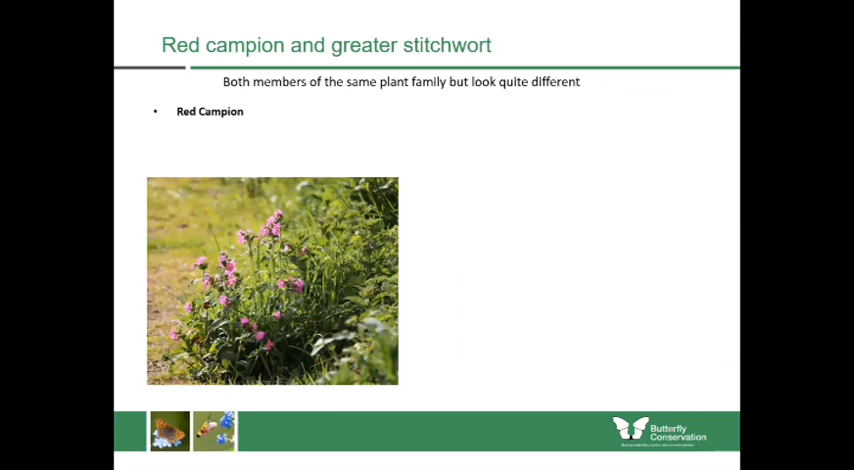 Red campion and greater stitchwort
Both members of the same plant family but look quite different
• Red Campion
Butterfly
Conservation